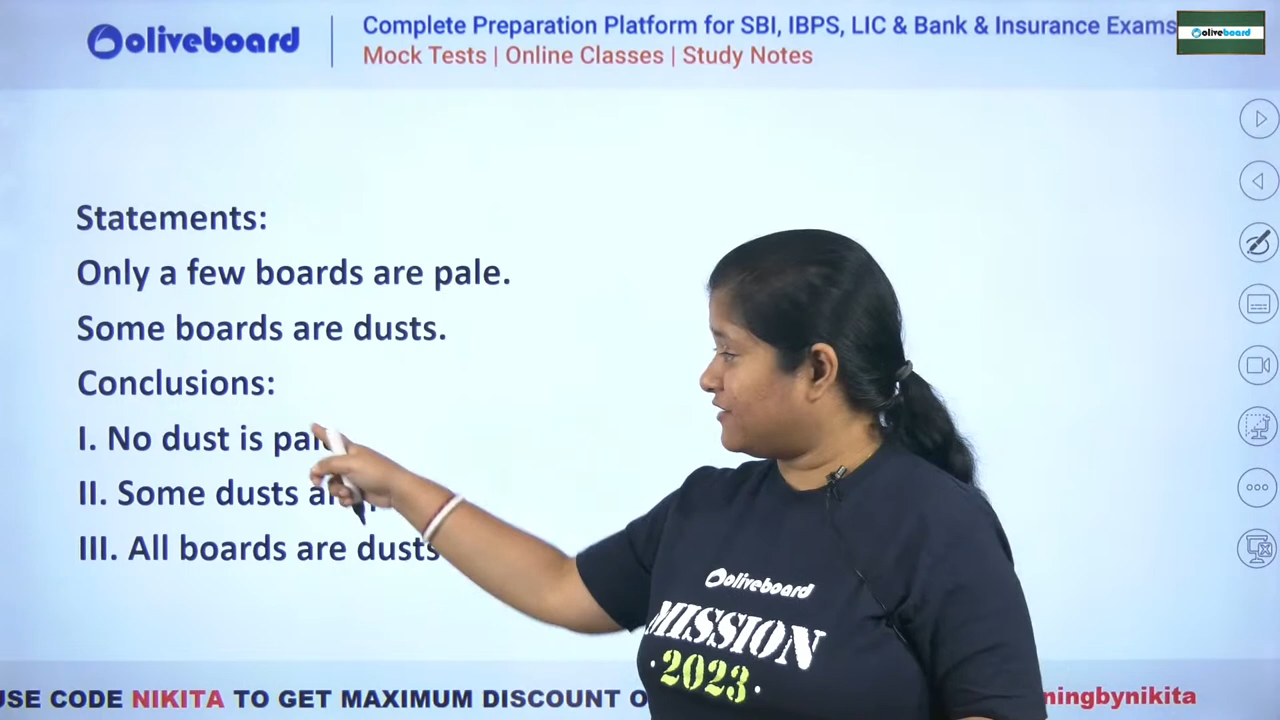 oliveboard
Complete Preparation Platform for SBI, IBPS, LIC & Bank & Insurance Exams
Mock Tests | Online Classes | Study Notes
oliveboard
Statements:
Only a few boards are pale.
Some boards are dusts.
Conclusions:
I. No dust is
II. Some dusts
III. All boards are dusts
oliveboard
MISSION
2023
USE CODE NIKITA TO GET MAXIMUM DISCOUNT